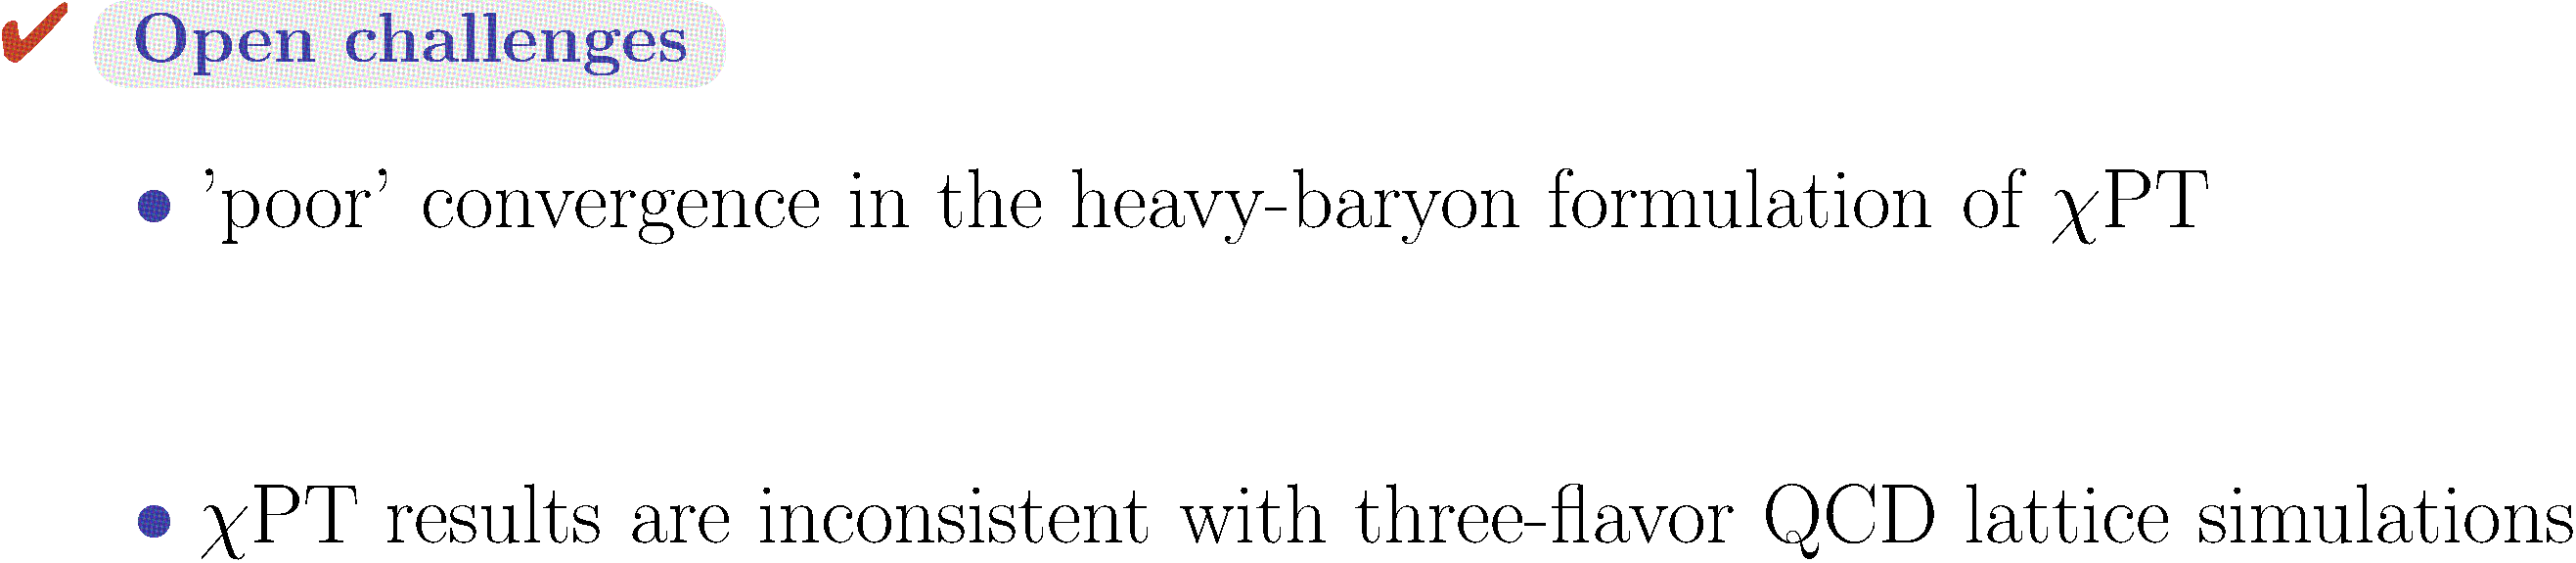 ✔ Open challenges
• 'poor' convergence in the heavy-baryon formulation of χPT
• χPT results are inconsistent with three-flavor QCD lattice simulations